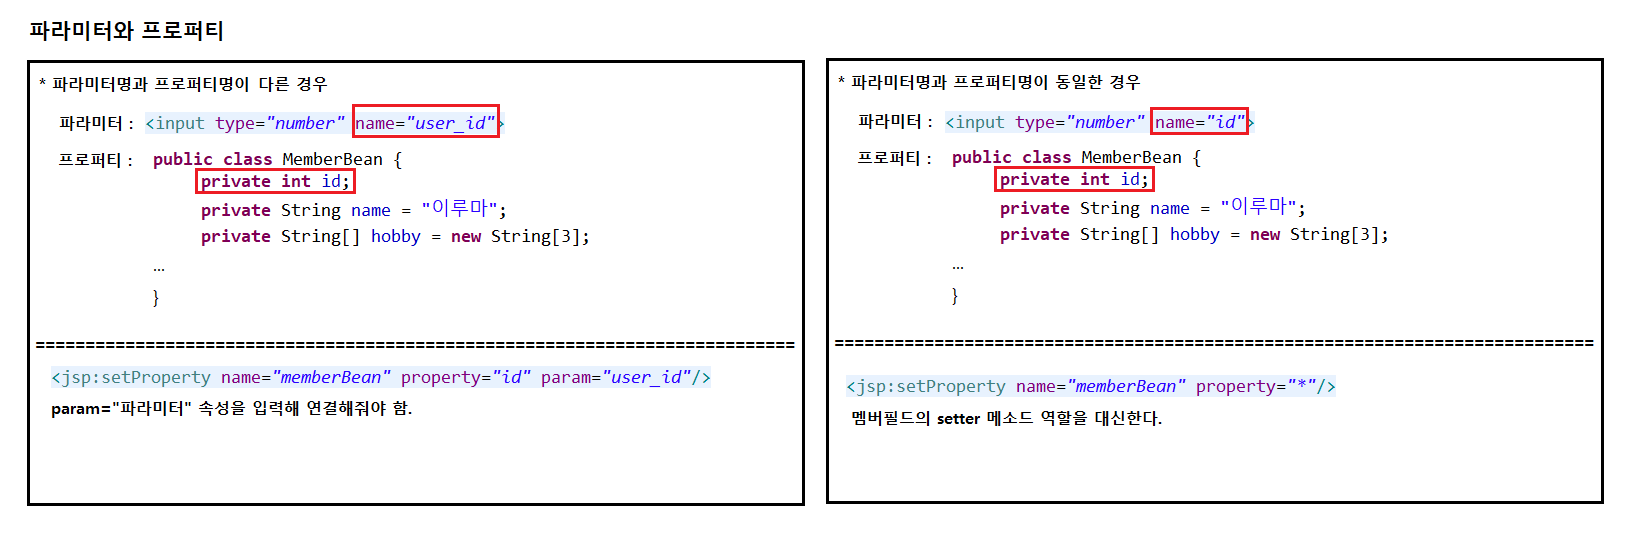 파라미터와 프로퍼티
* 파라미터명과 프로퍼티명이 다른 경우
파라미터 : <input type="number" name="user_id">
프로퍼티 : public class MemberBean {
private int id;
private String name = "이루마";
private String[] hobby = new String[3];
...
}
============================================================================
<jsp:setProperty name="memberBean" property="id" param="user_id"/>
param="파라미터" 속성을 입력해 연결해줘야 함.
* 파라미터명과 프로퍼티명이 동일한 경우
파라미터 : <input type="number" name="id">
프로퍼티 : public class MemberBean {
private int id;
private String name = "이루마";
private String[] hobby = new String[3];
...
}
============================================================================
<jsp:setProperty name="memberBean" property="*"/>
멤버필드의 setter 메소드 역할을 대신한다.